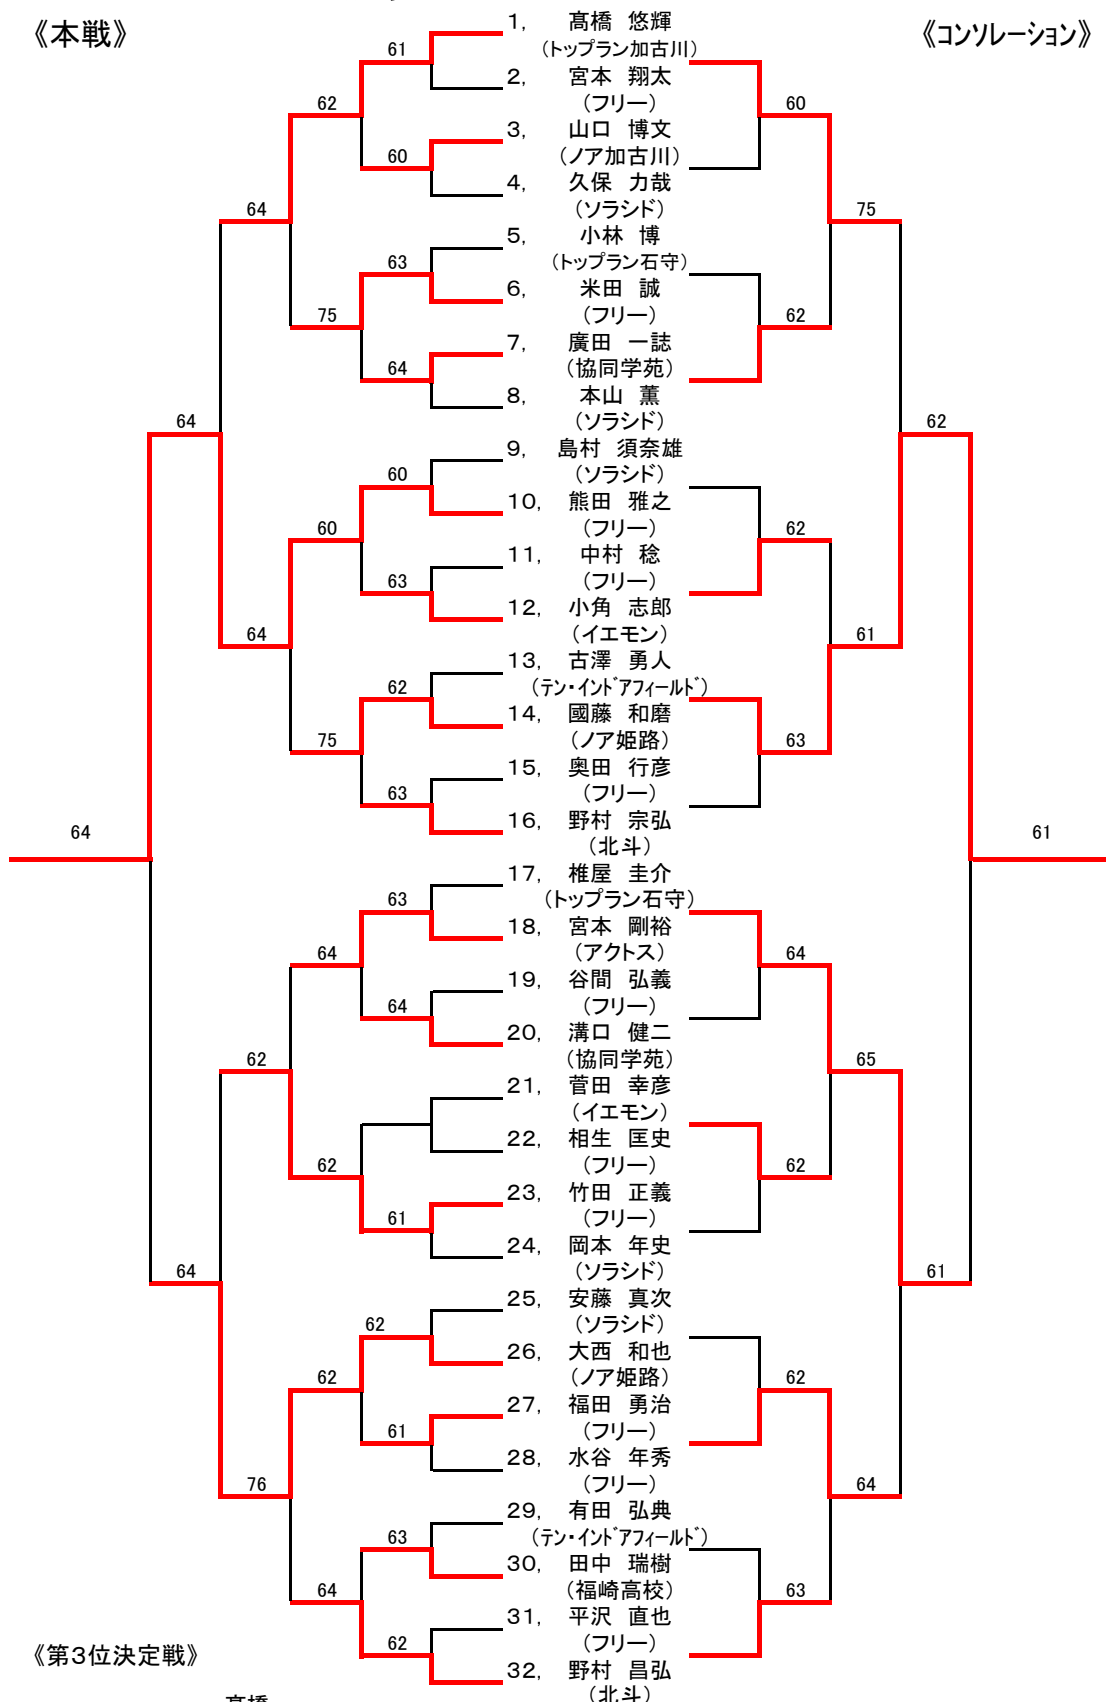 《本戦》
《コンソレーション》
1, 髙橋 悠輝
(トップラン加古川)
61
2, 宮本 翔太
(フリー)
62
60
3, 山口 博文
(ノア加古川)
60
4, 久保 力哉
(ソラシド)
64
75
5, 小林 博
(トップラン石守)
63
6, 米田 誠
(フリー)
75
62
7, 廣田 一誌
(協同学苑)
64
8, 本山 薫
(ソラシド)
64
62
9, 島村 須奈雄
(ソラシド)
60
10, 熊田 雅之
(フリー)
60
62
11, 中村 稔
(フリー)
63
12, 小角 志郎
(イエモン)
64
61
13, 古澤 勇人
(テン・インドアフィールド)
62
14, 國藤 和磨
(ノア姫路)
75
63
15, 奥田 行彦
(フリー)
63
16, 野村 宗弘
(北斗)
64
61
17, 椎屋 圭介
(トップラン石守)
63
18, 宮本 剛裕
(アクトス)
64
64
19, 谷間 弘義
(フリー)
64
20, 溝口 健二
(協同学苑)
62
65
21, 菅田 幸彦
(イエモン)
22, 相生 匡史
(フリー)
62
62
23, 竹田 正義
(フリー)
61
24, 岡本 年史
(ソラシド)
64
61
25, 安藤 真次
(ソラシド)
62
26, 大西 和也
(ノア姫路)
62
62
27, 福田 勇治
(フリー)
61
28, 水谷 年秀
(フリー)
76
64
29, 有田 弘典
(テン・インドアフィールド)
63
30, 田中 瑞樹
(福崎高校)
64
63
31, 平沢 直也
(フリー)
62
《第3位決定戦》
32, 野村 昌弘
(北斗)